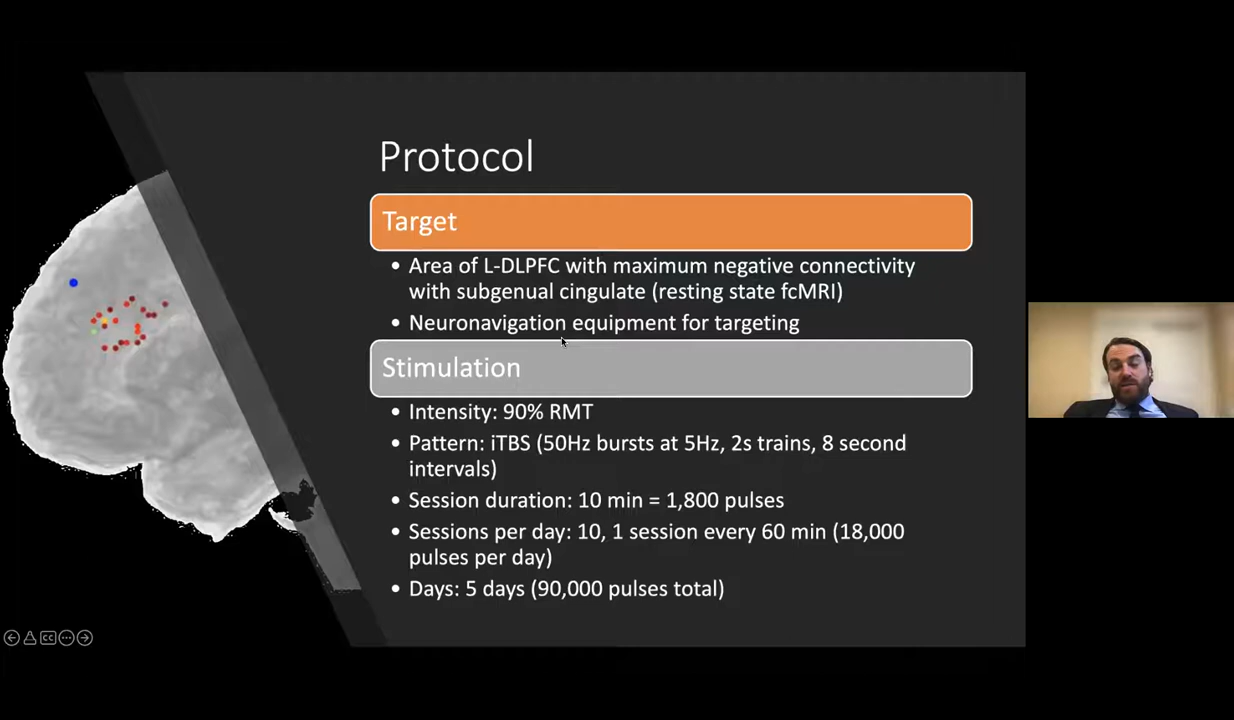 Protocol
Target
• Area of L-DLPFC with maximum negative connectivity
with subgenual cingulate (resting state fcMRI)
• Neuronavigation equipment for targeting
Stimulation
• Intensity: 90% RMT
• Pattern: iTBS (50Hz bursts at 5Hz, 2s trains, 8 second
intervals)
• Session duration: 10 min = 1,800 pulses
• Sessions per day: 10, 1 session every 60 min (18,000
pulses per day)
• Days: 5 days (90,000 pulses total)
CC